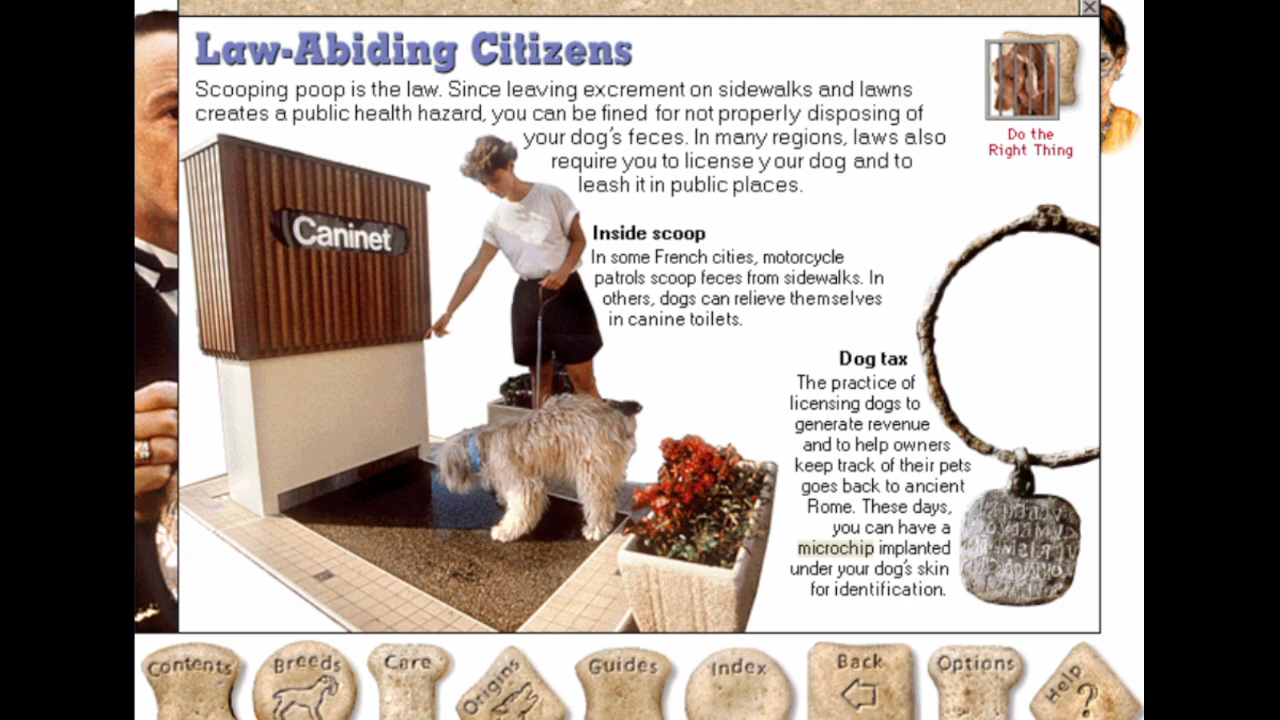 Law-Abiding Citizens
Scooping poop is the law. Since leaving excrement on sidewalks and lawns
creates a public health hazard, you can be fined for not properly disposing of
your dog's feces. In many regions, laws also
require you to license your dog and to
leash it in public places.
Do the
Right Thing
Caninet
Inside scoop
In some French cities, motorcycle
patrols scoop feces from sidewalks. In
others, dogs can relieve themselves
in canine toilets.
Dog tax
The practice of
licensing dogs to
generate revenue
and to help owners
keep track of their pets
goes back to ancient
Rome. These days,
you can have a
microchip implanted
under your dog's skin
for identification.
Contents
Breeds
Care
Origins
Guides
Index
Back
Options
Help
?